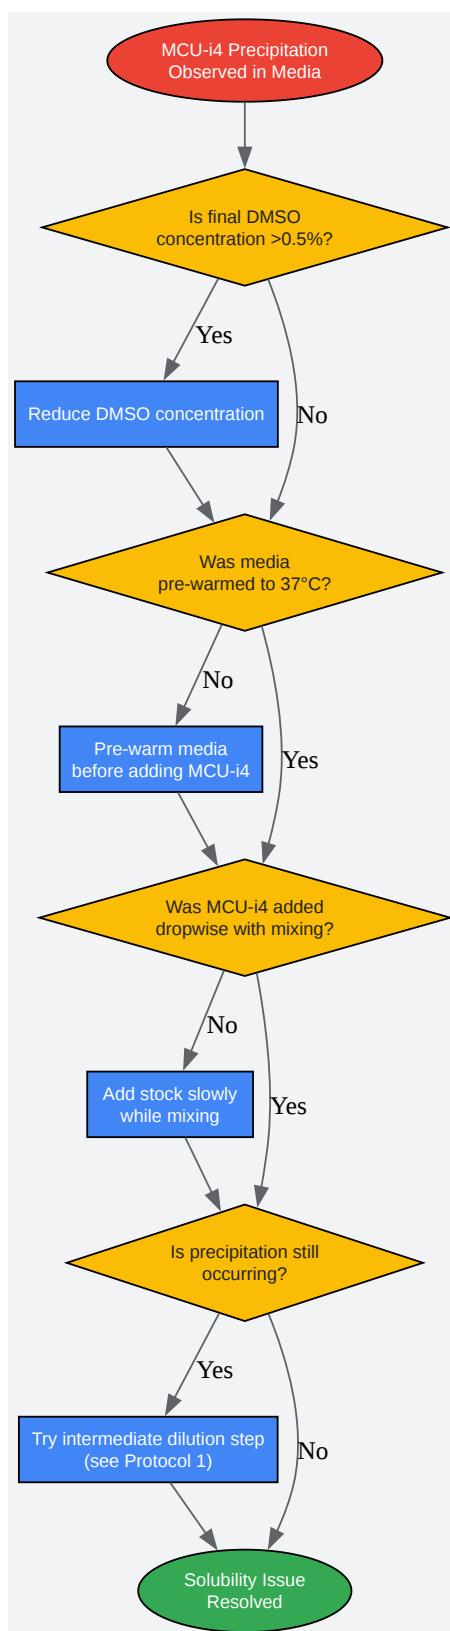 MCU-i4 Precipitation
Observed in Media
Is final DMSO
concentration >0.5%?
Yes
Reduce DMSO concentration
No
Was media
pre-warmed to 37°C?
No
Pre-warm media
before adding MCU-i4
Yes
Was MCU-i4 added
dropwise with mixing?
No
Add stock slowly
while mixing
Yes
Is precipitation still
occurring?
Yes
Try intermediate dilution step
(see Protocol 1)
No
Solubility Issue
Resolved